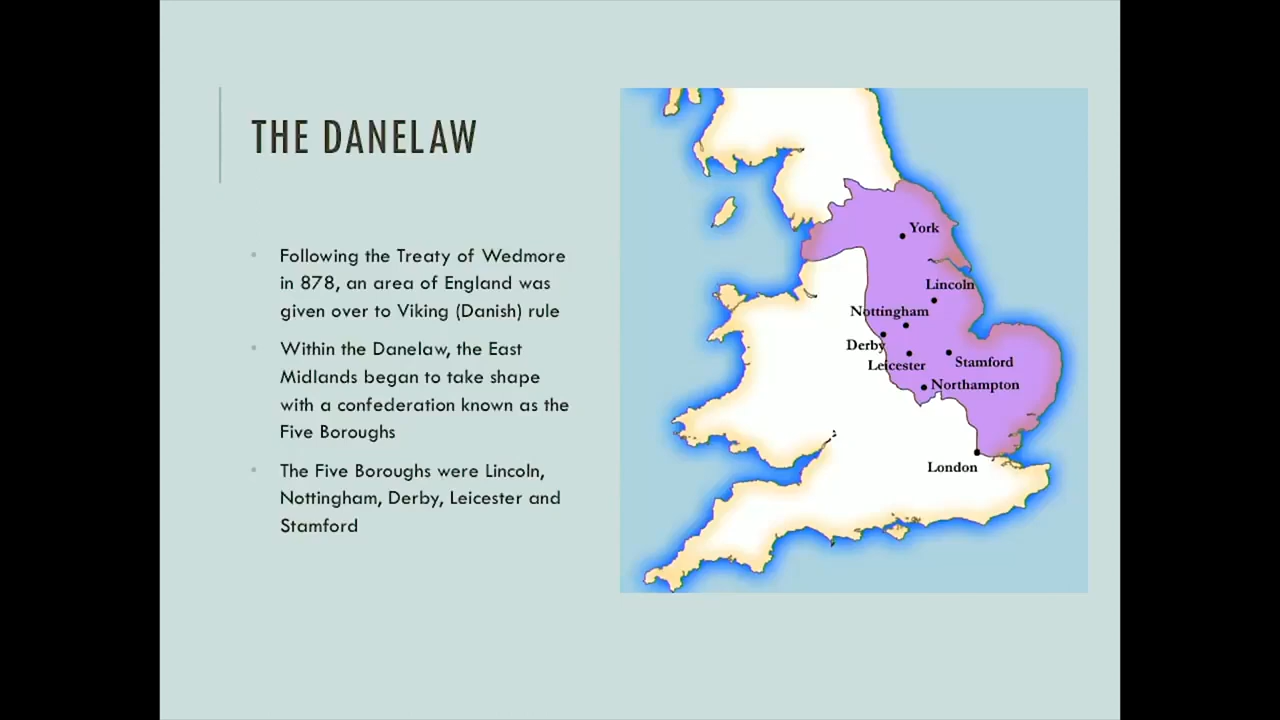 THE DANELAW
Following the Treaty of Wedmore
in 878, an area of England was
given over to Viking (Danish) rule
Within the Danelaw, the East
Midlands began to take shape
with a confederation known as the
Five Boroughs
The Five Boroughs were Lincoln,
Nottingham, Derby, Leicester and
Stamford
York
Lincoln
Nottingham
Derby
Leicester
Stamford
Northampton
London